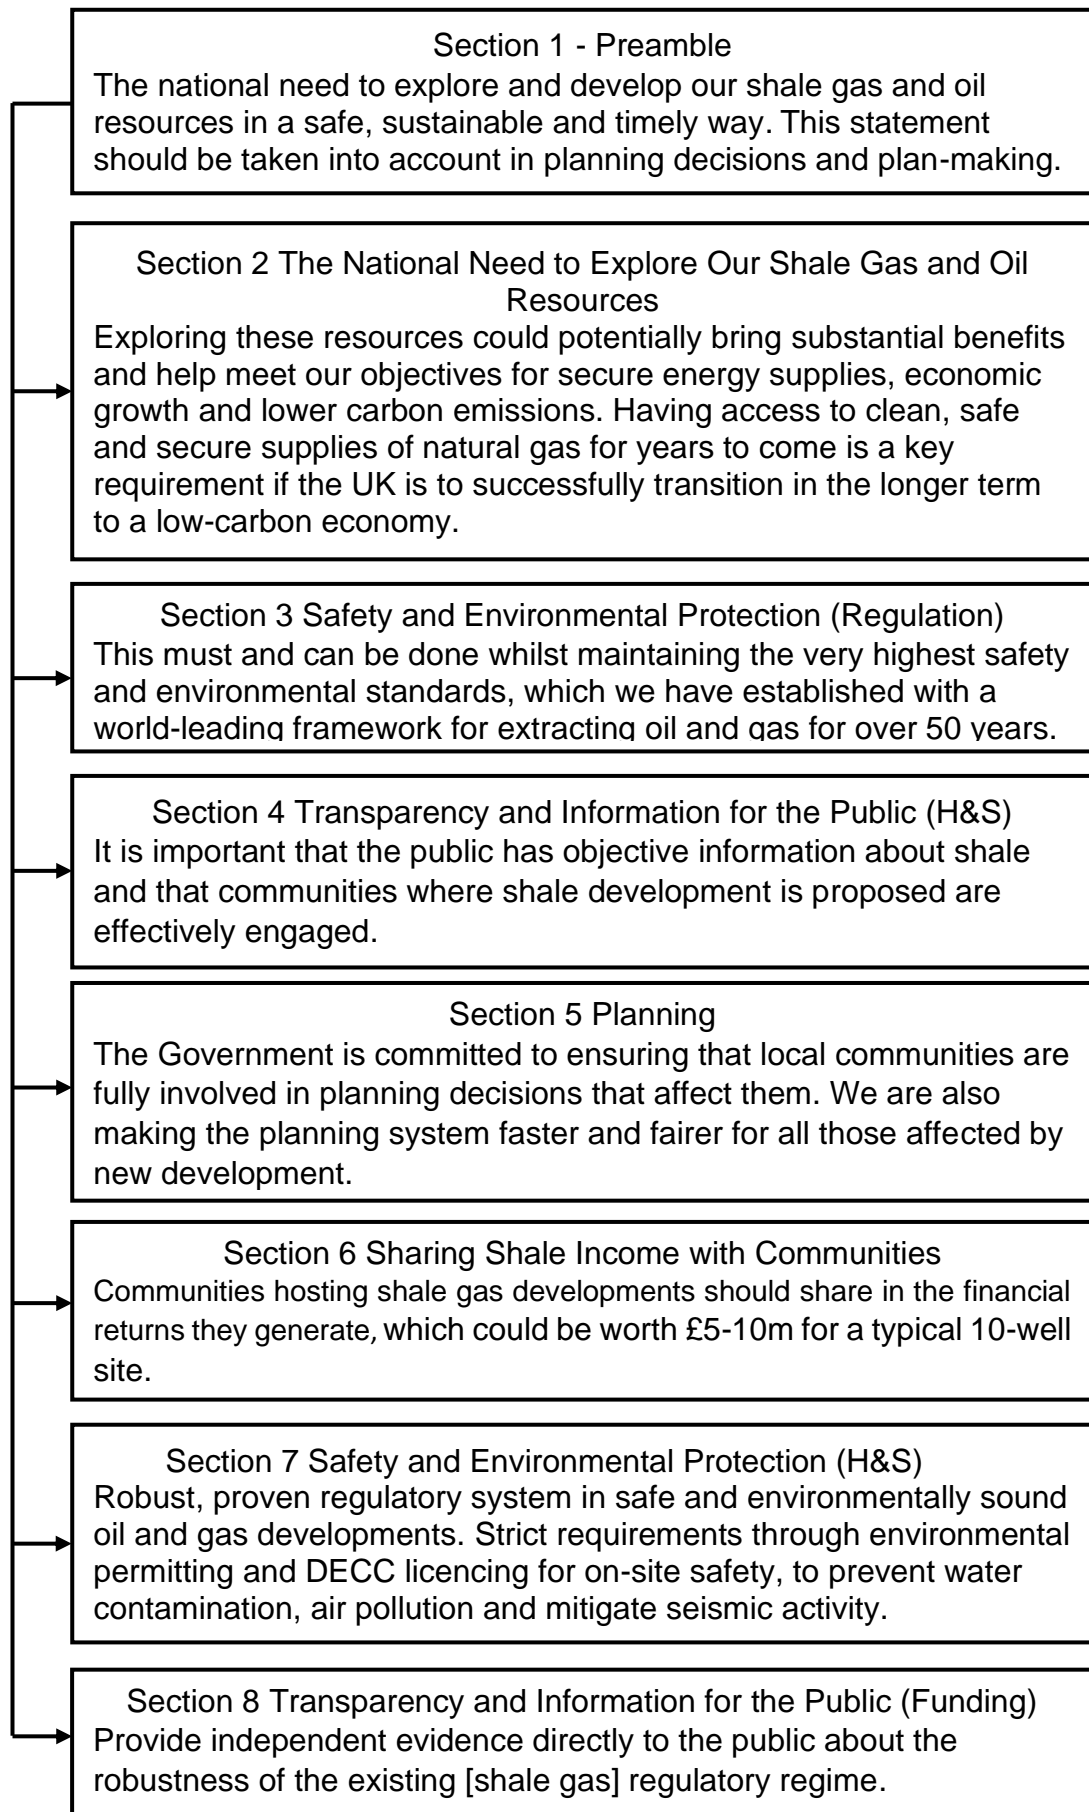 Section 1 - Preamble
The national need to explore and develop our shale gas and oil
resources in a safe, sustainable and timely way. This statement
should be taken into account in planning decisions and plan-making.
Section 2 The National Need to Explore Our Shale Gas and Oil
Resources
Exploring these resources could potentially bring substantial benefits
and help meet our objectives for secure energy supplies, economic
growth and lower carbon emissions. Having access to clean, safe
and secure supplies of natural gas for years to come is a key
requirement if the UK is to successfully transition in the longer term
to a low-carbon economy.
Section 3 Safety and Environmental Protection (Regulation)
This must and can be done whilst maintaining the very highest safety
and environmental standards, which we have established with a
world-leading framework for extracting oil and gas for over 50 years.
Section 4 Transparency and Information for the Public (H&S)
It is important that the public has objective information about shale
and that communities where shale development is proposed are
effectively engaged.
Section 5 Planning
The Government is committed to ensuring that local communities are
fully involved in planning decisions that affect them. We are also
making the planning system faster and fairer for all those affected by
new development.
Section 6 Sharing Shale Income with Communities
Communities hosting shale gas developments should share in the financial
returns they generate, which could be worth £5-10m for a typical 10-well
site.
Section 7 Safety and Environmental Protection (H&S)
Robust, proven regulatory system in safe and environmentally sound
oil and gas developments. Strict requirements through environmental
permitting and DECC licencing for on-site safety, to prevent water
contamination, air pollution and mitigate seismic activity.
Section 8 Transparency and Information for the Public (Funding)
Provide independent evidence directly to the public about the
robustness of the existing [shale gas] regulatory regime.